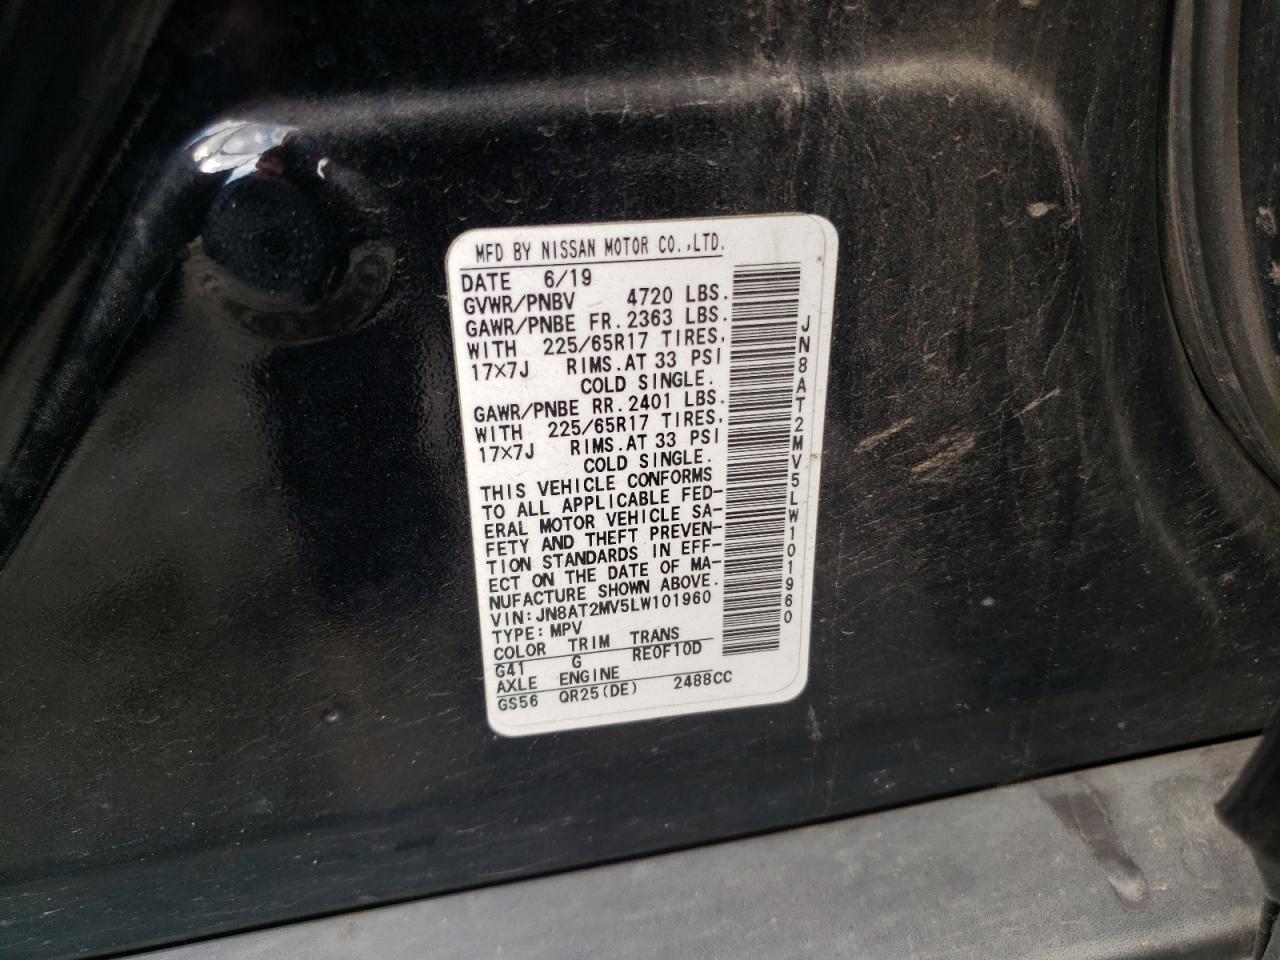 MFD BY NISSAN MOTOR CO.,LTD.
DATE 6/19
GVWR/PNBV 4720 LBS.
GAWR/PNBE FR.2363 LBS.
WITH 225/65R17 TIRES,
17×7J RIMS.AT 33 PSI
COLD SINGLE.
GAWR/PNBE RR.2401 LBS.
WITH 225/65R17 TIRES,
17×7J RIMS.AT 33 PSI
COLD SINGLE.
THIS VEHICLE CONFORMS
TO ALL APPLICABLE FED-
ERAL MOTOR VEHICLE SA-
FETY AND THEFT PREVEN-
TION STANDARDS IN EFF-
ECT ON THE DATE OF MA-
NUFACTURE SHOWN ABOVE.
VIN:JN8AT2MV5LW101960
TYPE:MPV
COLOR TRIM TRANS
G41 G RE0F10D
AXLE ENGINE
GS56 QR25(DE) 2488CC
JN8AT2MV5LW101960